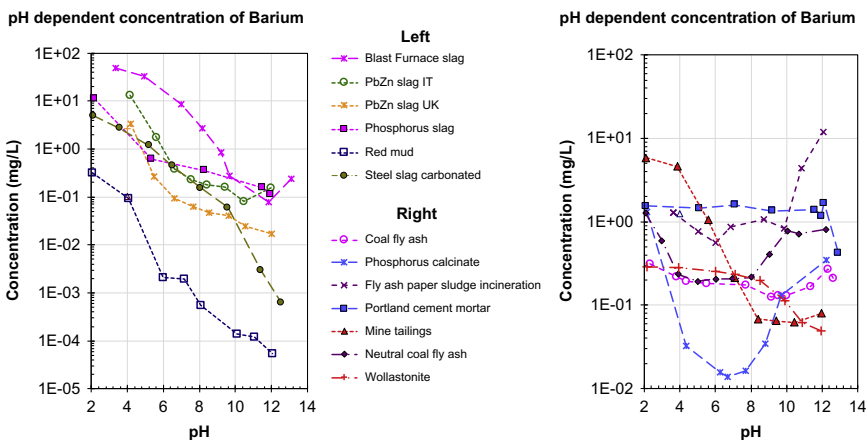 pH dependent concentration of Barium
1E+02
1E+01
1E+00
1E-01
1E-02
1E-03
1E-04
1E-05
Concentration (mg/L)
2 4 6 8 10 12 14
pH
Left
Blast Furnace slag
PbZn slag IT
PbZn slag UK
Phosphorus slag
Red mud
Steel slag carbonated
Right
Coal fly ash
Phosphorus calcinate
Fly ash paper sludge incineration
Portland cement mortar
Mine tailings
Neutral coal fly ash
Wollastonite
pH dependent concentration of Barium
1E+02
1E+01
1E+00
1E-01
1E-02
Concentration (mg/L)
2 4 6 8 10 12 14
pH